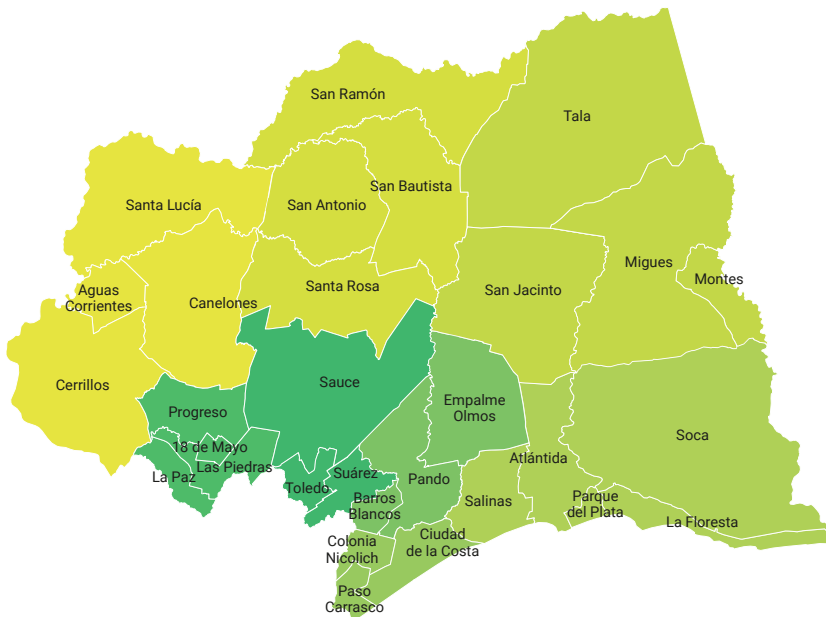 San Ramón
Tala
San Bautista
Santa Lucía
San Antonio
Migues
Montes
Santa Rosa
San Jacinto
Aguas
Corrientes
Canelones
Cerrillos
Sauce
Empalme
Olmos
Progreso
Soca
18 de Mayo
Las Piedras
La Paz
Atlántida
Suárez
Pando
Toledo
Barros
Blancos
Salinas
Parque
del Plata
La Floresta
Colonia
Nicolich
Ciudad
de la Costa
Paso
Carrasco